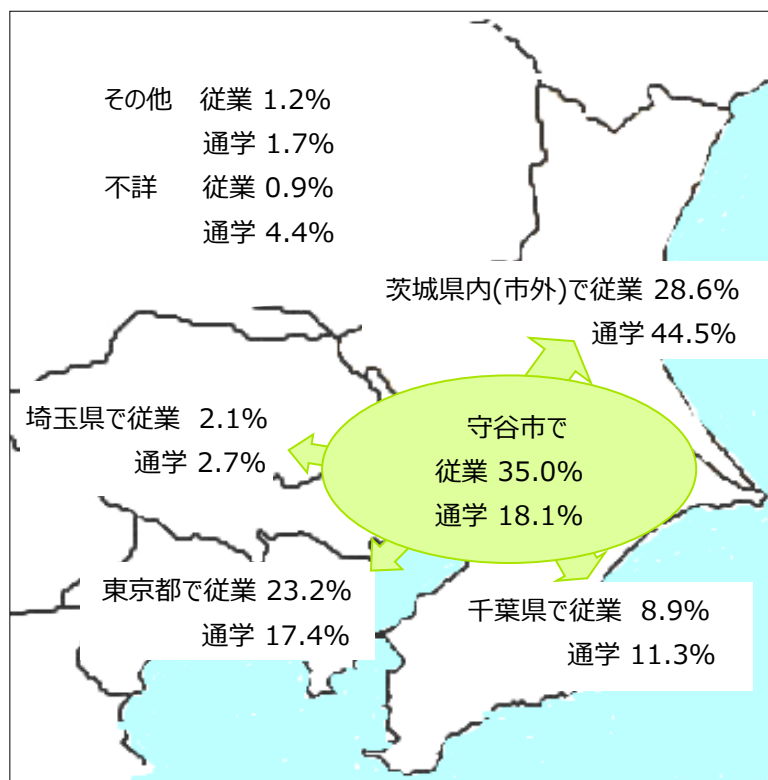 その他 従業 1.2%
通学 1.7%
不詳 従業 0.9%
通学 4.4%
茨城県内(市外)で従業 28.6%
通学 44.5%
埼玉県で従業 2.1%
通学 2.7%
守谷市で
従業 35.0%
通学 18.1%
東京都で従業 23.2%
通学 17.4%
千葉県で従業 8.9%
通学 11.3%